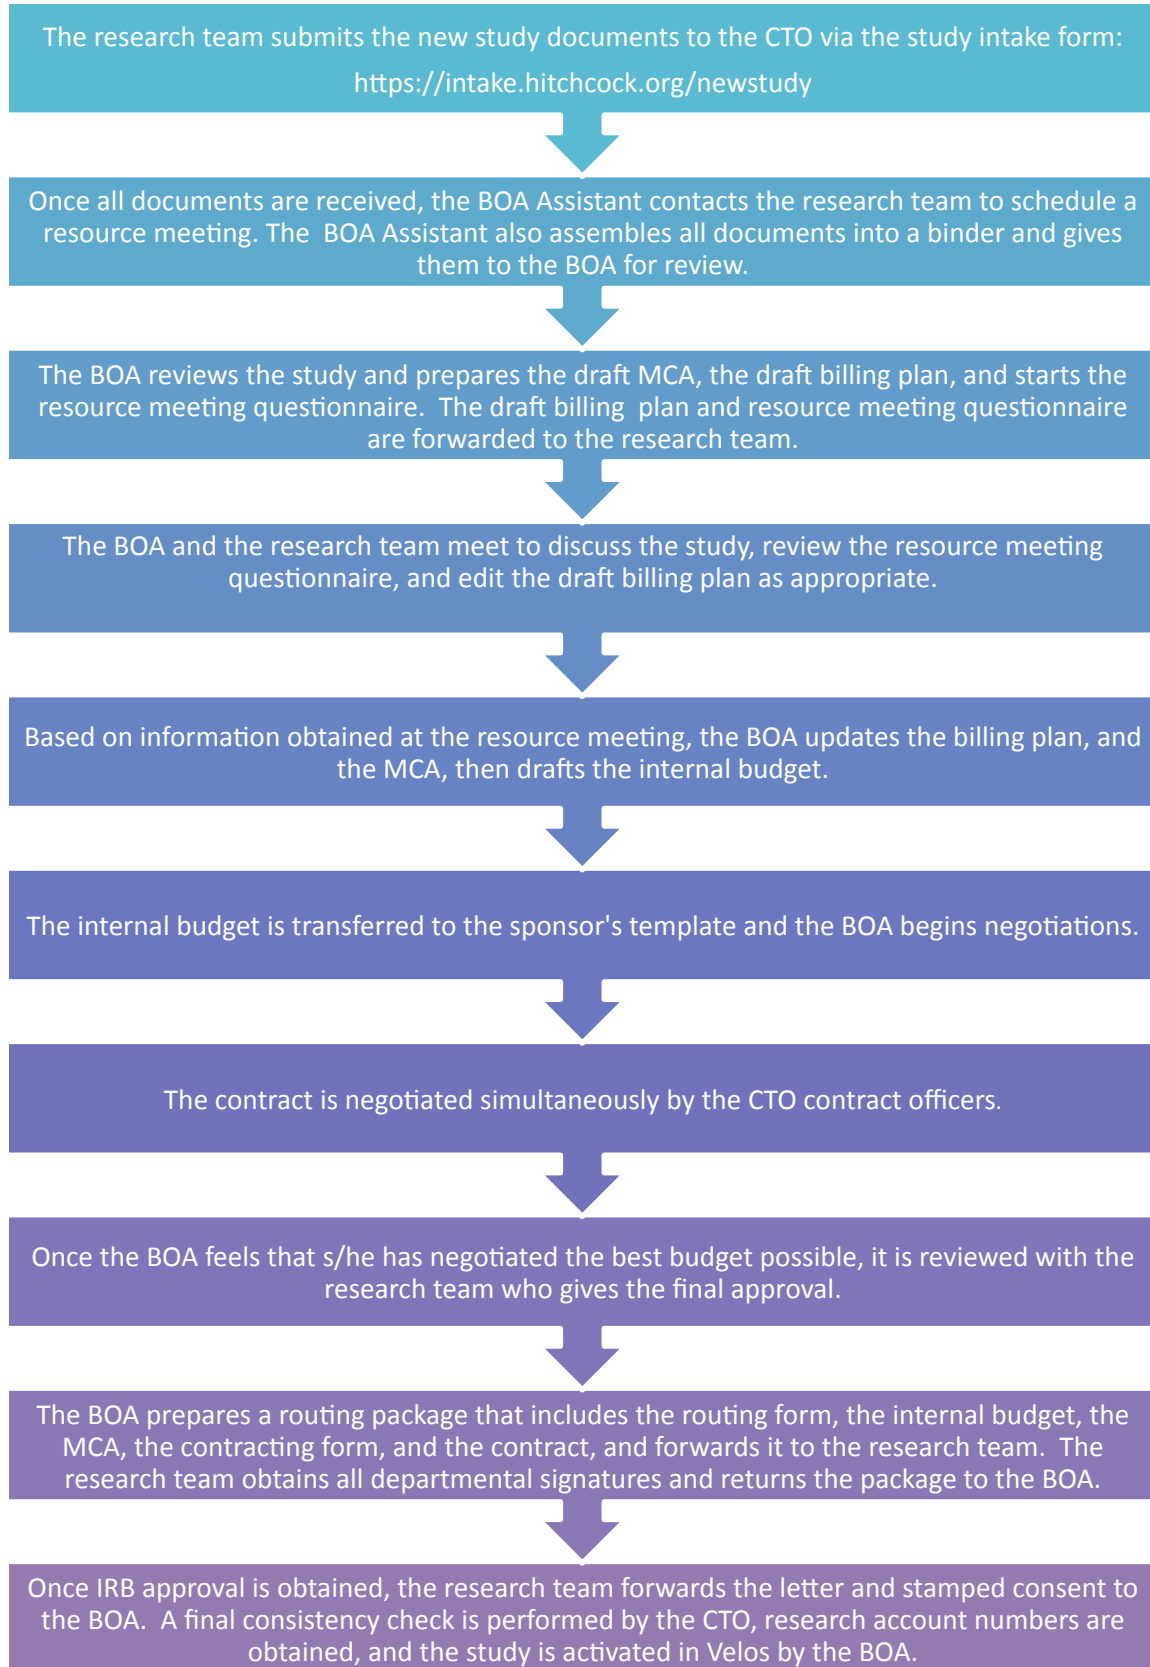 The research team submits the new study documents to the CTO via the study intake form:
https://intake.hitchcock.org/newstudy
Once all documents are received, the BOA Assistant contacts the research team to schedule a
resource meeting. The  BOA Assistant also assembles all documents into a binder and gives
them to the BOA for review.
The BOA reviews the study and prepares the draft MCA, the draft billing plan, and starts the
resource meeting questionnaire.  The draft billing  plan and resource meeting questionnaire
are forwarded to the research team.
The BOA and the research team meet to discuss the study, review the resource meeting
questionnaire, and edit the draft billing plan as appropriate.
Based on information obtained at the resource meeting, the BOA updates the billing plan, and
the MCA, then drafts the internal budget.
The internal budget is transferred to the sponsor's template and the BOA begins negotiations.
The contract is negotiated simultaneously by the CTO contract officers.
Once the BOA feels that s/he has negotiated the best budget possible, it is reviewed with the
research team who gives the final approval.
The BOA prepares a routing package that includes the routing form, the internal budget, the
MCA, the contracting form, and the contract, and forwards it to the research team.  The
research team obtains all departmental signatures and returns the package to the BOA.
Once IRB approval is obtained, the research team forwards the letter and stamped consent to
the BOA.  A final consistency check is performed by the CTO, research account numbers are
obtained, and the study is activated in Velos by the BOA.